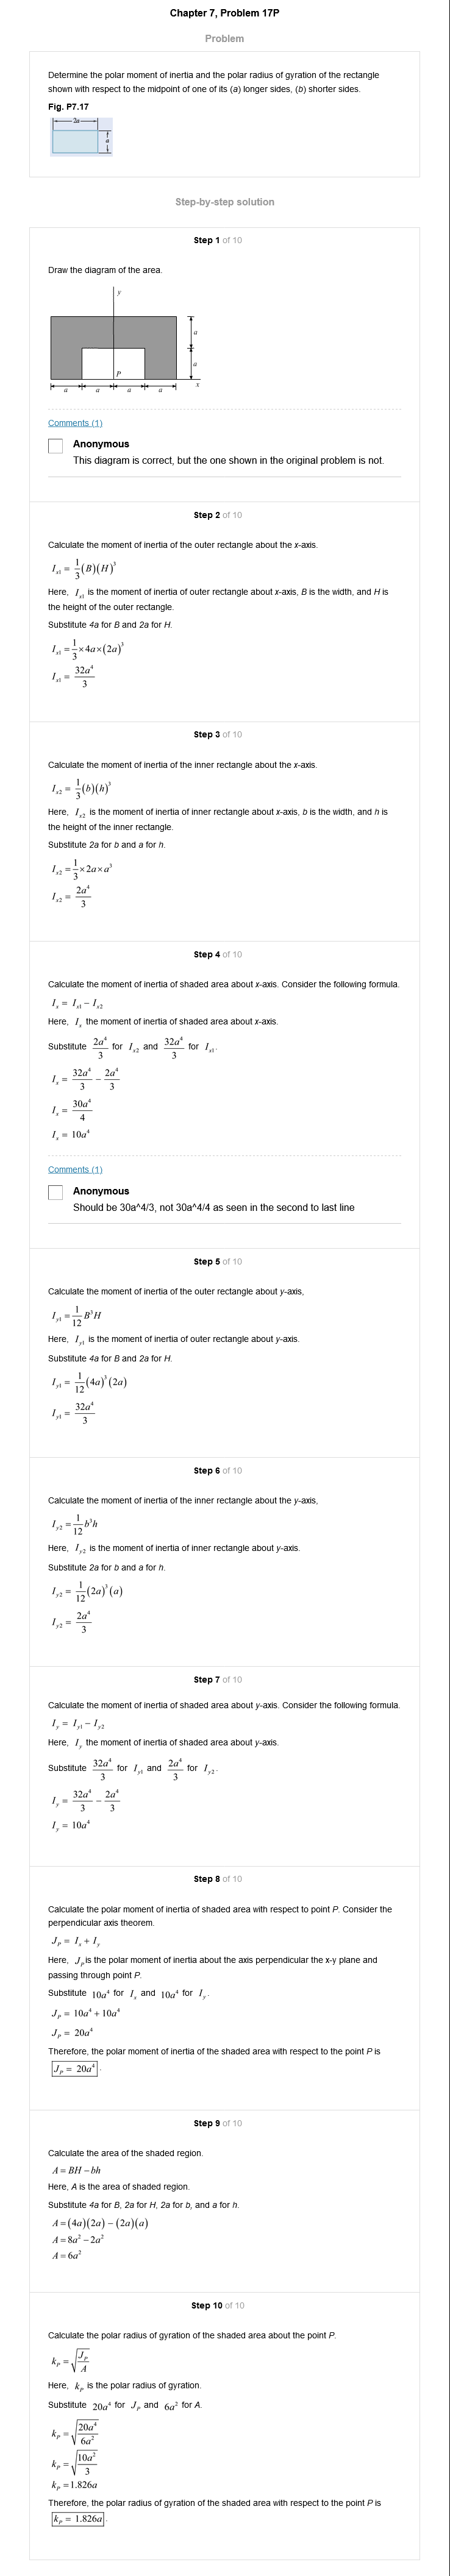 Chapter 7, Problem 17P
Problem
Determine the polar moment of inertia and the polar radius of gyration of the rectangle
shown with respect to the midpoint of one of its (a) longer sides, (b) shorter sides.
Fig. P7.17
2a
a
Step 1 of 10
Draw the diagram of the area.
y
a
a
P
x
a a a a
Comments (1)
Anonymous
This diagram is correct, but the one shown in the original problem is not.
Step 2 of 10
Calculate the moment of inertia of the outer rectangle about the x-axis.
I_{x1} = \frac{1}{3}(B)(H)^3
Here, I_{x1} is the moment of inertia of outer rectangle about x-axis, B is the width, and H is
the height of the outer rectangle.
Substitute 4a for B and 2a for H.
I_{x1} = \frac{1}{3} × 4a × (2a)^3
I_{x1} = \frac{32a^4}{3}
Step 3 of 10
Calculate the moment of inertia of the inner rectangle about the x-axis.
I_{x2} = \frac{1}{3}(b)(h)^3
Here, I_{x2} is the moment of inertia of inner rectangle about x-axis, b is the width, and h is
the height of the inner rectangle.
Substitute 2a for b and a for h.
I_{x2} = \frac{1}{3} × 2a × a^3
I_{x2} = \frac{2a^4}{3}
Step 4 of 10
Calculate the moment of inertia of shaded area about x-axis. Consider the following formula.
I_x = I_{x1} − I_{x2}
Here, I_x the moment of inertia of shaded area about x-axis.
Substitute \frac{2a^4}{3} for I_{x2} and \frac{32a^4}{3} for I_{x1}.
I_x = \frac{32a^4}{3} − \frac{2a^4}{3}
I_x = \frac{30a^4}{4}
I_x = 10a^4
Comments (1)
Anonymous
Should be 30a^4/3, not 30a^4/4 as seen in the second to last line
Step 5 of 10
Calculate the moment of inertia of the outer rectangle about y-axis,
I_{y1} = \frac{1}{12} B^3 H
Here, I_{y1} is the moment of inertia of outer rectangle about y-axis.
Substitute 4a for B and 2a for H.
I_{y1} = \frac{1}{12}(4a)^3(2a)
I_{y1} = \frac{32a^4}{3}
Step 6 of 10
Calculate the moment of inertia of the inner rectangle about the y-axis,
I_{y2} = \frac{1}{12} b^3 h
Here, I_{y2} is the moment of inertia of inner rectangle about y-axis.
Substitute 2a for b and a for h.
I_{y2} = \frac{1}{12}(2a)^3(a)
I_{y2} = \frac{2a^4}{3}
Step 7 of 10
Calculate the moment of inertia of shaded area about y-axis. Consider the following formula.
I_y = I_{y1} − I_{y2}
Here, I_y the moment of inertia of shaded area about y-axis.
Substitute \frac{32a^4}{3} for I_{y1} and \frac{2a^4}{3} for I_{y2}.
I_y = \frac{32a^4}{3} − \frac{2a^4}{3}
I_y = 10a^4
Step 8 of 10
Calculate the polar moment of inertia of shaded area with respect to point P. Consider the
perpendicular axis theorem.
J_P = I_x + I_y
Here, J_P is the polar moment of inertia about the axis perpendicular the x-y plane and
passing through point P.
Substitute 10a^4 for I_x and 10a^4 for I_y.
J_P = 10a^4 + 10a^4
J_P = 20a^4
Therefore, the polar moment of inertia of the shaded area with respect to the point P is
J_P = 20a^4.
Step 9 of 10
Calculate the area of the shaded region.
A = BH − bh
Here, A is the area of shaded region.
Substitute 4a for B, 2a for H, 2a for b, and a for h.
A = (4a)(2a) − (2a)(a)
A = 8a^2 − 2a^2
A = 6a^2
Step 10 of 10
Calculate the polar radius of gyration of the shaded area about the point P.
k_P = \sqrt{\frac{J_P}{A}}
Here, k_P is the polar radius of gyration.
Substitute 20a^4 for J_P and 6a^2 for A.
k_P = \sqrt{\frac{20a^4}{6a^2}}
k_P = \sqrt{\frac{10a^2}{3}}
k_P = 1.826a
Therefore, the polar radius of gyration of the shaded area with respect to the point P is
k_P = 1.826a.